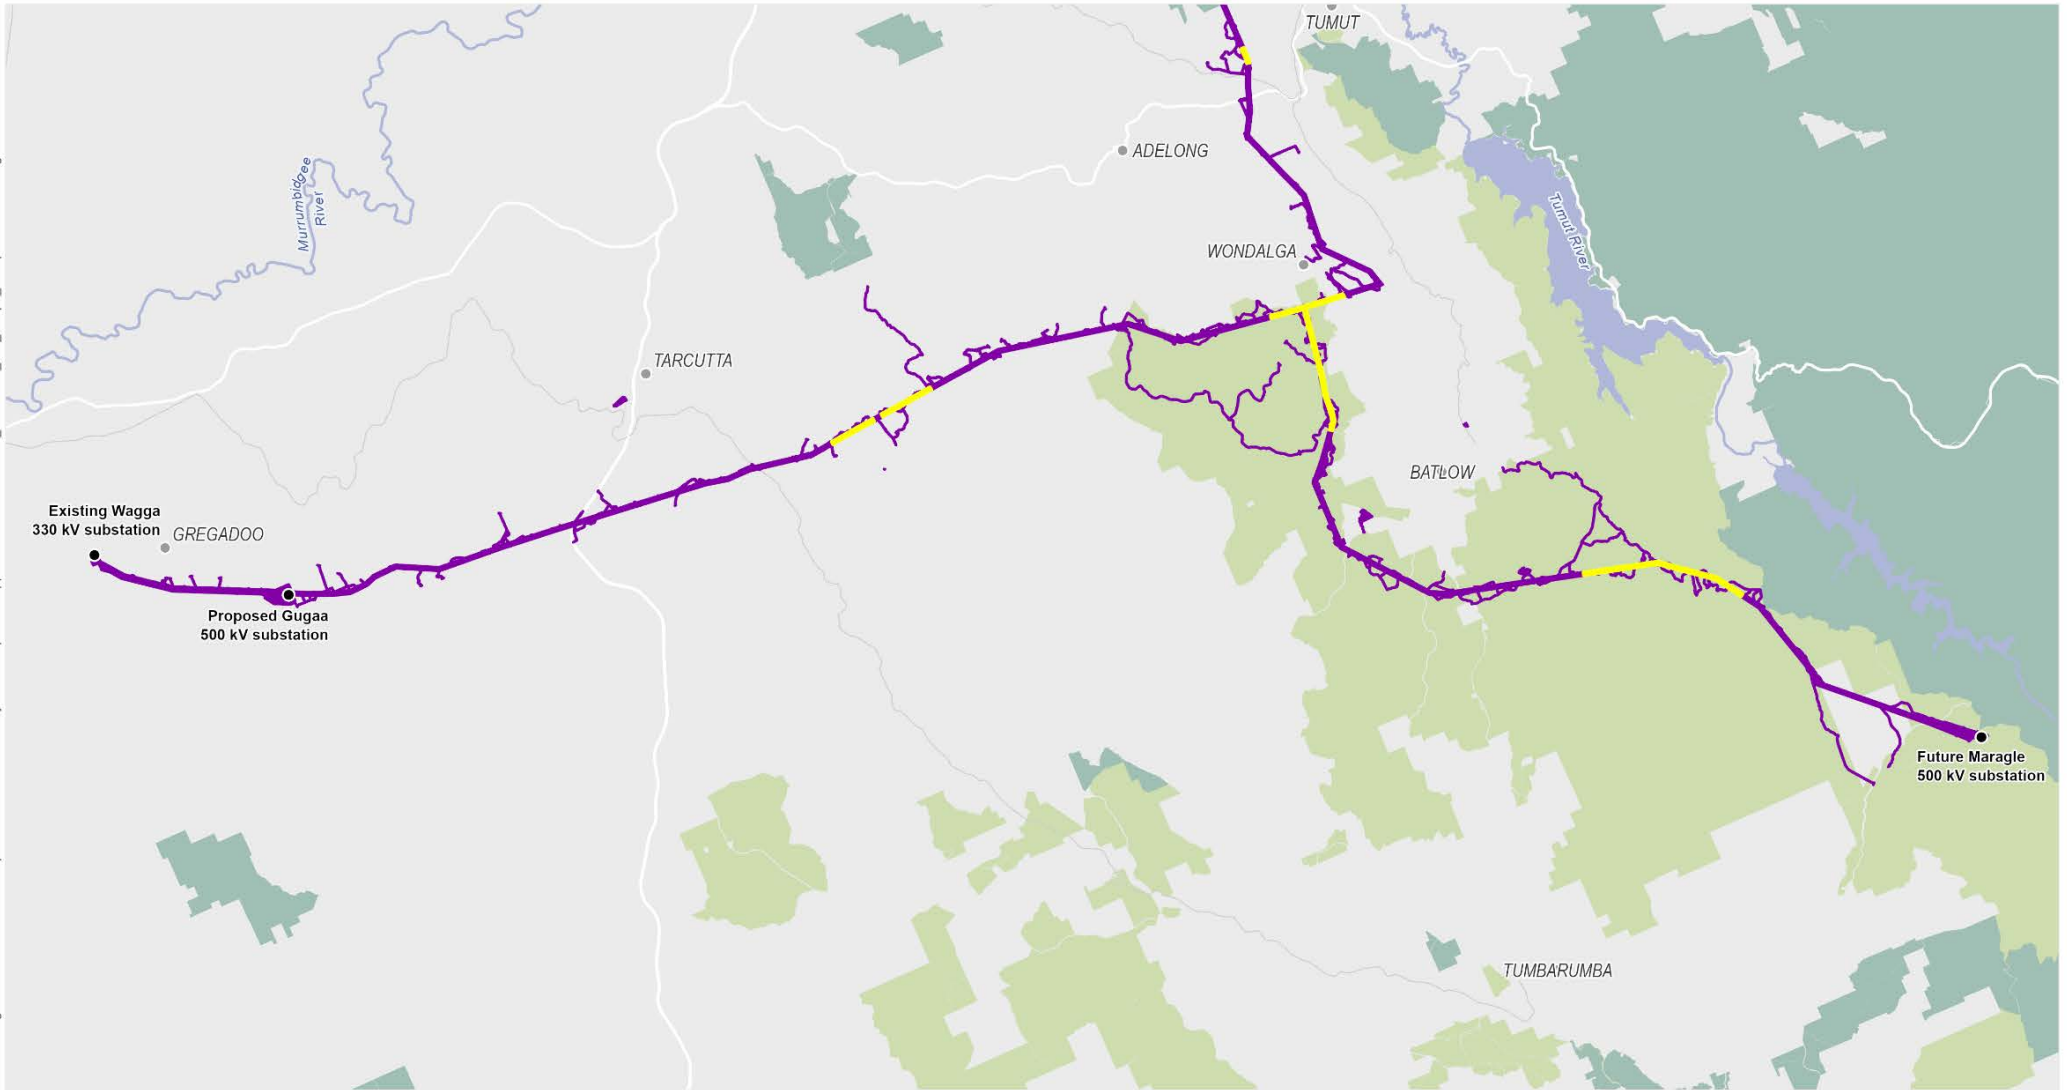 TUMUT
ADELONG
Murrumbidgee
River
Tumut River
WONDALGA
TARCUTTA
BATLOW
Existing Wagga
330 kV substation
GREGADOO
Proposed Gugaa
500 kV substation
Future Maragle
500 kV substation
TUMBARUMBA